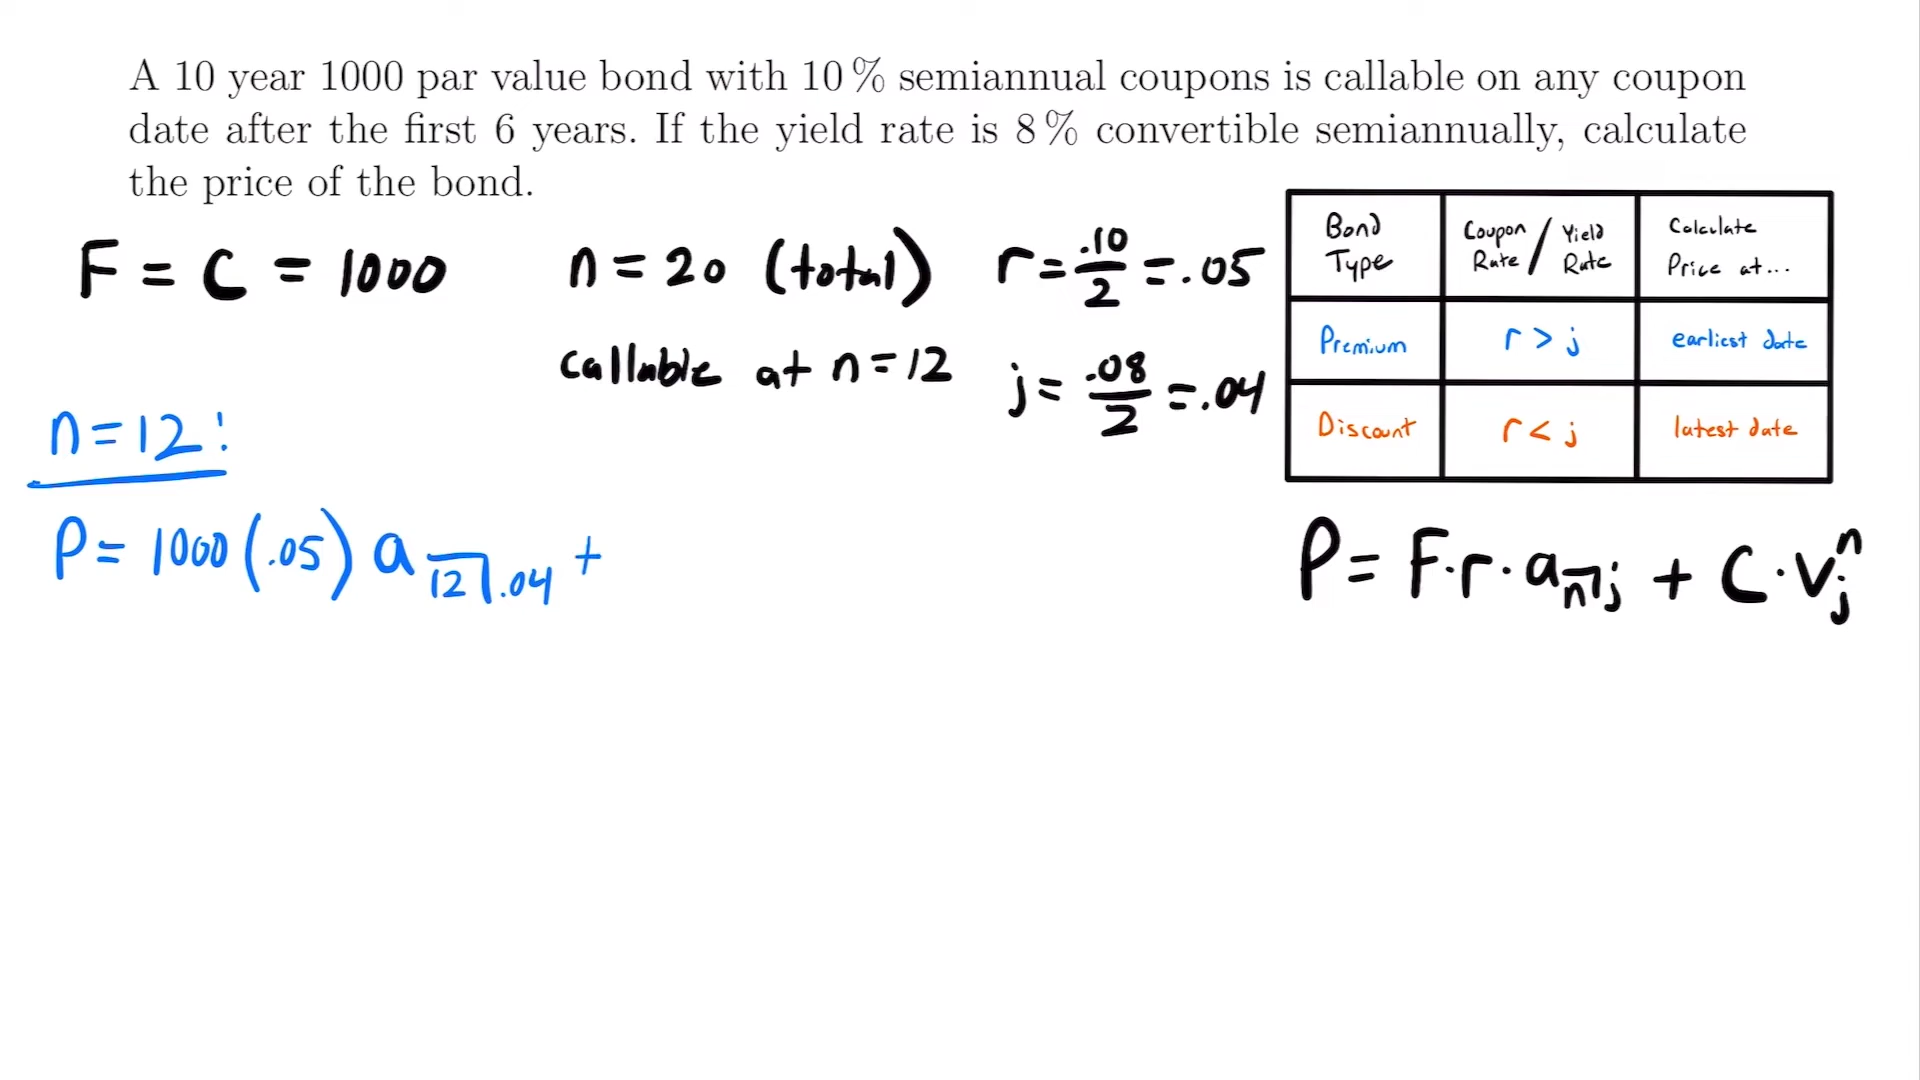 A 10 year 1000 par value bond with 10 % semiannual coupons is callable on any coupon
date after the first 6 years. If the yield rate is 8 % convertible semiannually, calculate
the price of the bond.
F = C = 1000
n = 20 (total)
r = .10/2 = .05
callable at n = 12
j = .08/2 = .04
Bond Type
Coupon Rate / Yield Rate
Calculate Price at...
Premium
r > j
earliest date
Discount
r < j
latest date
n = 12:
P = 1000 (.05) a 12⌉.04 +
P = F·r·a n⌉j + C·v_j^n